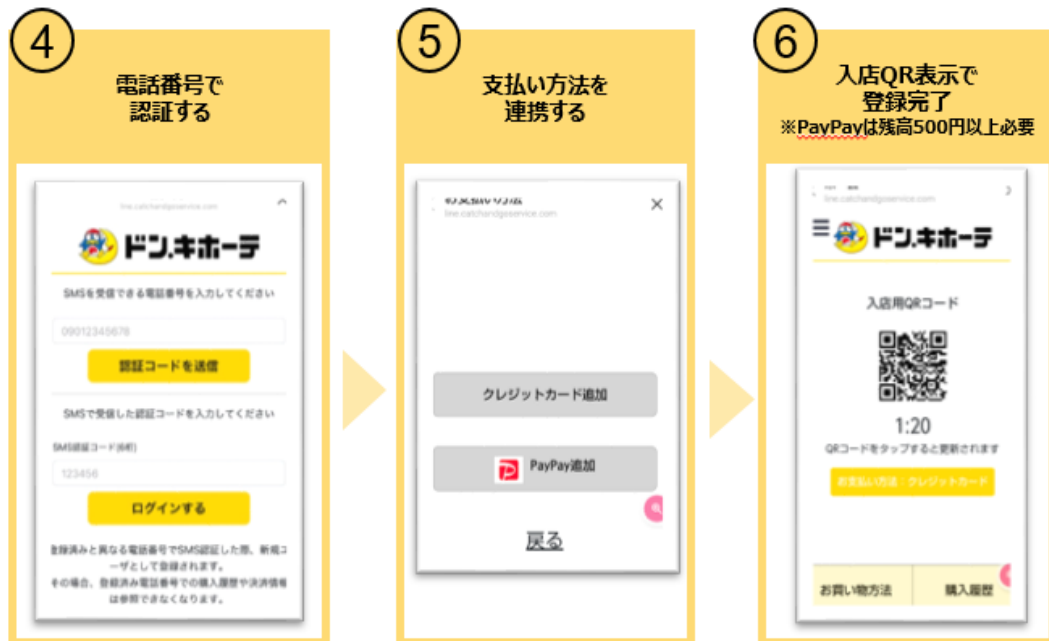 ④
電話番号で
認証する
line.catchandgoservice.com
ドン.キホーテ
SMSを受信できる電話番号を入力してください
09012345678
認証コードを送信
SMSで受信した認証コードを入力してください
SMS認証コード(6桁)
123456
ログインする
登録済みと異なる電話番号でSMS認証した際、新規ユ
ーザとして登録されます。
その場合、登録済み電話番号での購入履歴や決済情報
は参照できなくなります。
⑤
支払い方法を
連携する
お支払い方法
line.catchandgoservice.com
クレジットカード追加
PayPay追加
戻る
⑥
入店QR表示で
登録完了
※PayPayは残高500円以上必要
line.catchandgoservice.com
ドン.キホーテ
入店用QRコード
1:20
QRコードをタップすると更新されます
お支払い方法：クレジットカード
お買い物方法
購入履歴